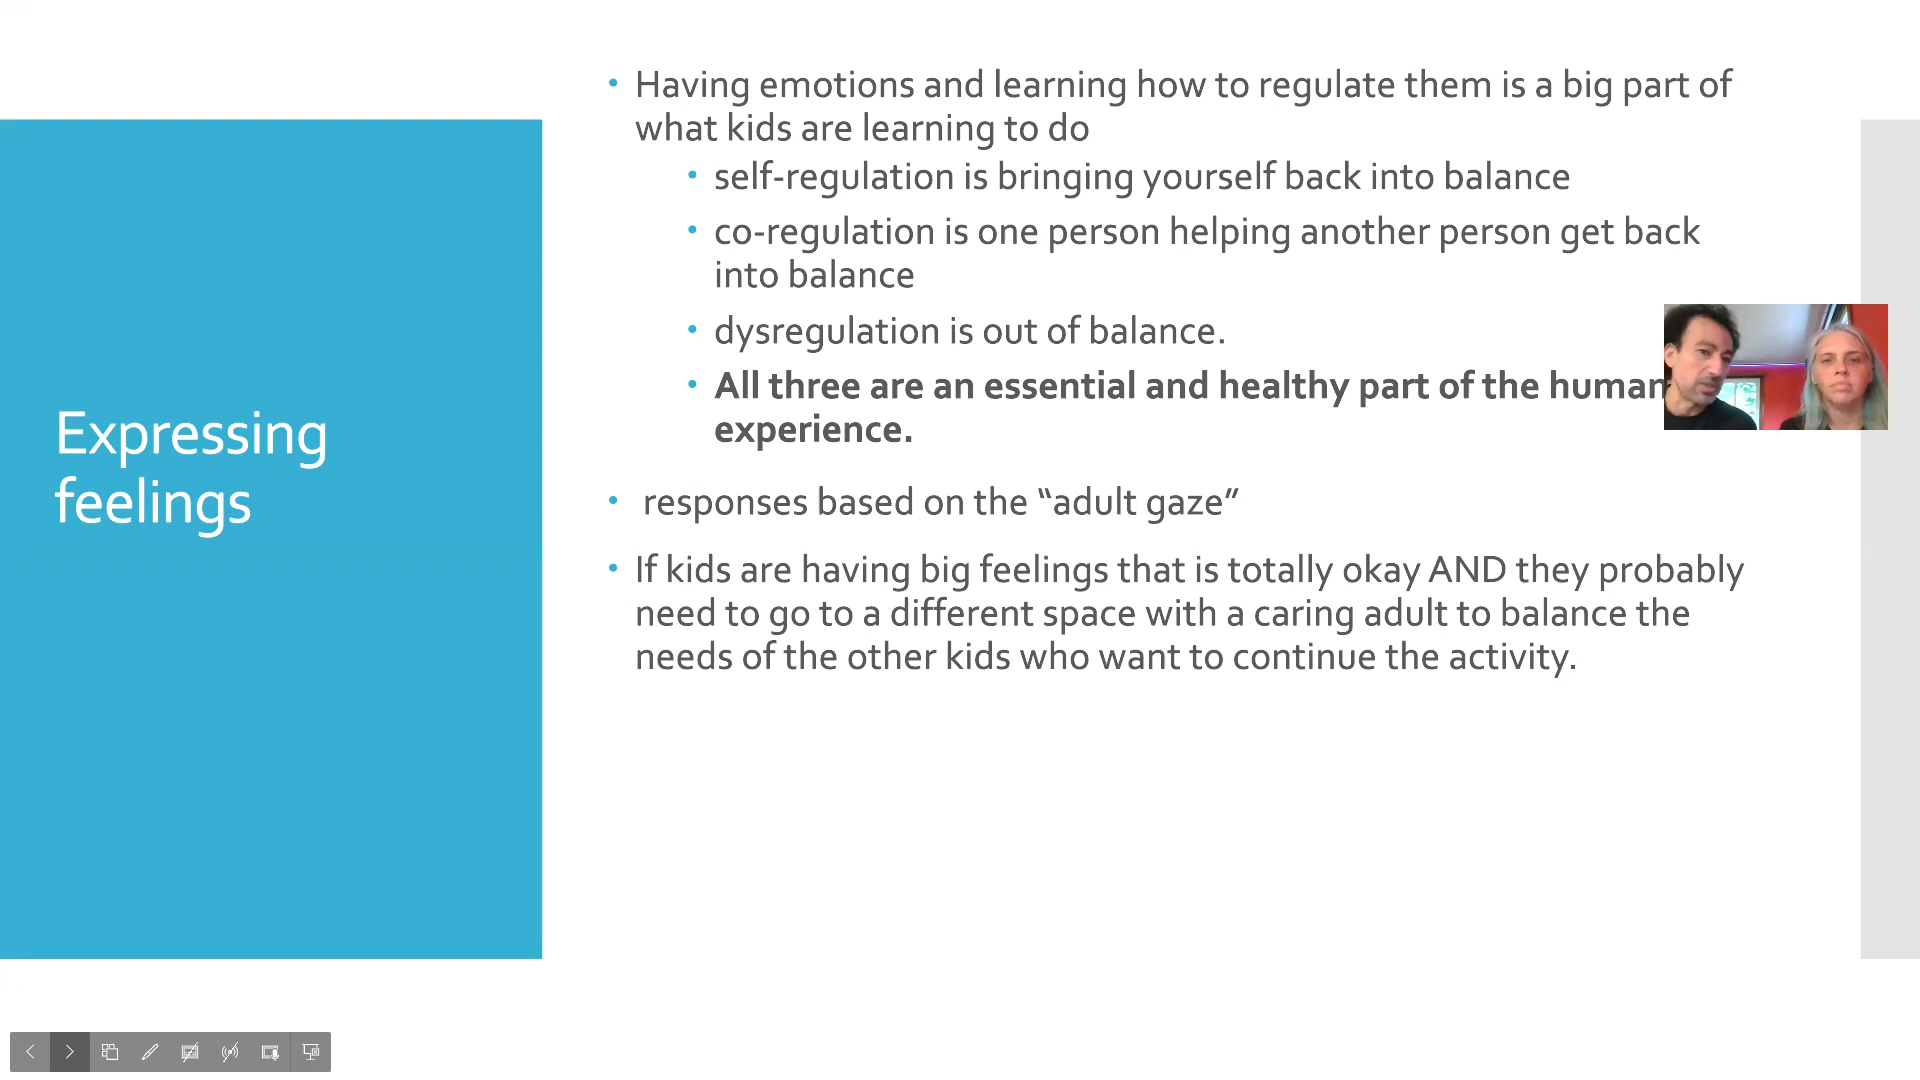 Expressing
feelings
Having emotions and learning how to regulate them is a big part of
what kids are learning to do
self-regulation is bringing yourself back into balance
co-regulation is one person helping another person get back
into balance
dysregulation is out of balance.
All three are an essential and healthy part of the human
experience.
responses based on the “adult gaze”
If kids are having big feelings that is totally okay AND they probably
need to go to a different space with a caring adult to balance the
needs of the other kids who want to continue the activity.